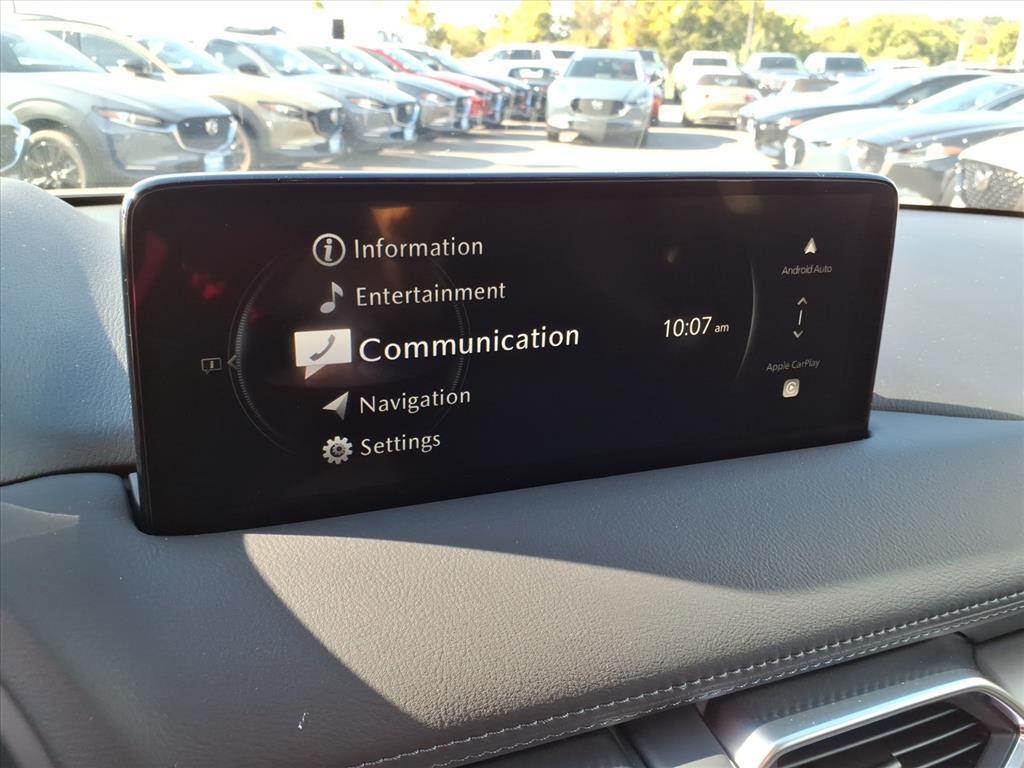 Information
Entertainment
Communication
Navigation
Settings
10:07 am
Android Auto
Apple CarPlay